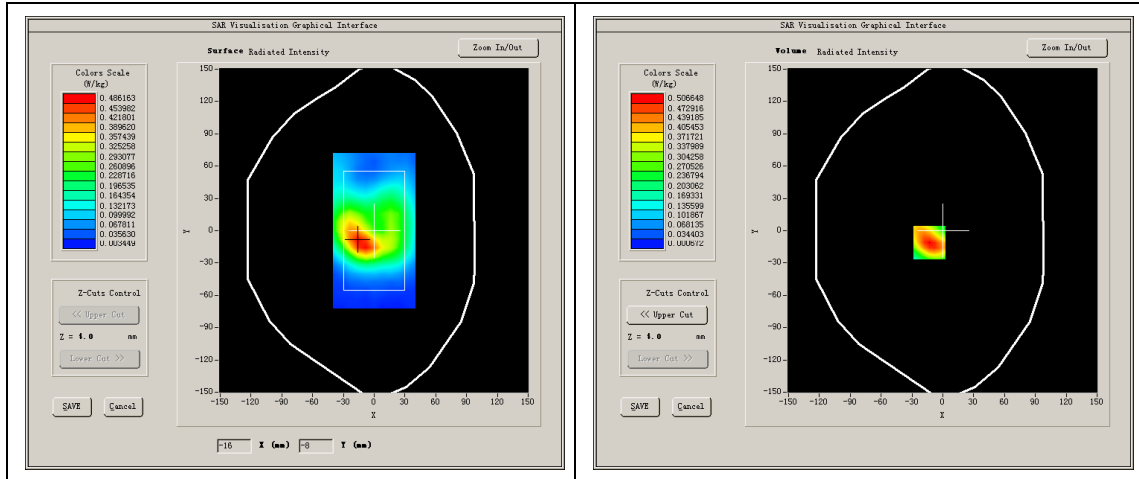 SAR Visualisation Graphical Interface
Surface Radiated Intensity
Zoom In/Out
Colors Scale
(W/kg)
0.486163
0.453982
0.421801
0.389620
0.357439
0.325258
0.293077
0.260896
0.228716
0.196535
0.164354
0.132173
0.099992
0.067811
0.035630
0.003449
Z-Cuts Control
<< Upper Cut
Z = 4.0 mm
Lower Cut >>
SAVE Cancel
Y
150
120
90
60
30
0
-30
-60
-90
-120
-150
-150 -120 -90 -60 -30 0 30 60 90 120 150
X
-16 X (mm) -8 Y (mm)
SAR Visualisation Graphical Interface
Volume Radiated Intensity
Zoom In/Out
Colors Scale
(W/kg)
0.506648
0.472916
0.439185
0.405453
0.371721
0.337989
0.304258
0.270526
0.236794
0.203062
0.169331
0.135599
0.101867
0.068135
0.034403
0.000672
Z-Cuts Control
<< Upper Cut
Z = 4.0 mm
Lower Cut >>
SAVE Cancel
Y
150
120
90
60
30
0
-30
-60
-90
-120
-150
-150 -120 -90 -60 -30 0 30 60 90 120 150
X